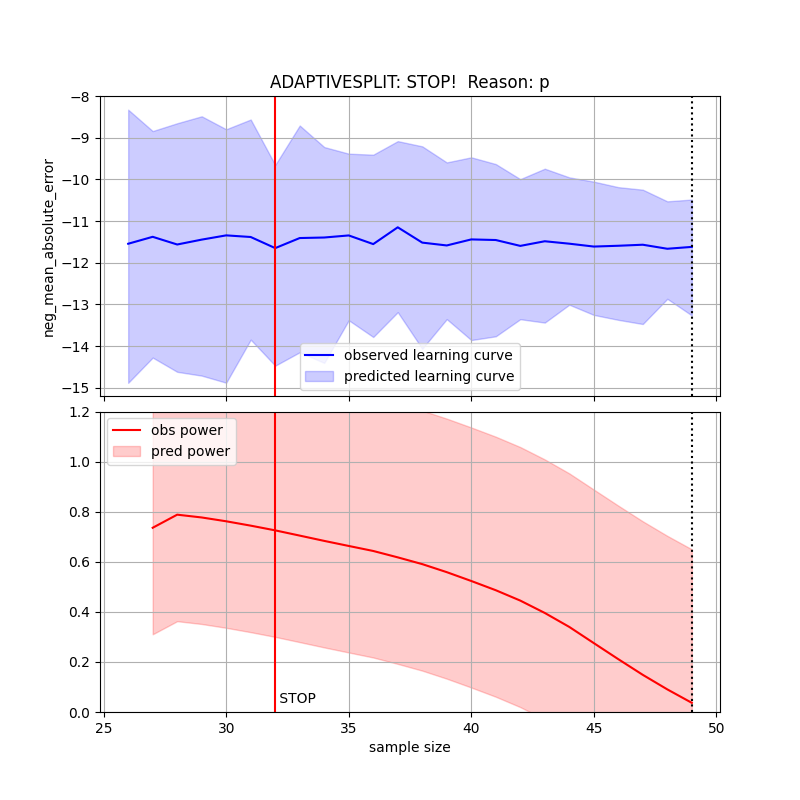 ADAPTIVESPLIT: STOP!  Reason: p
−8
−9
−10
−11
−12
−13
−14
−15
neg_mean_absolute_error
observed learning curve
predicted learning curve
1.2
1.0
0.8
0.6
0.4
0.2
0.0
obs power
pred power
STOP
25
30
35
40
45
50
sample size